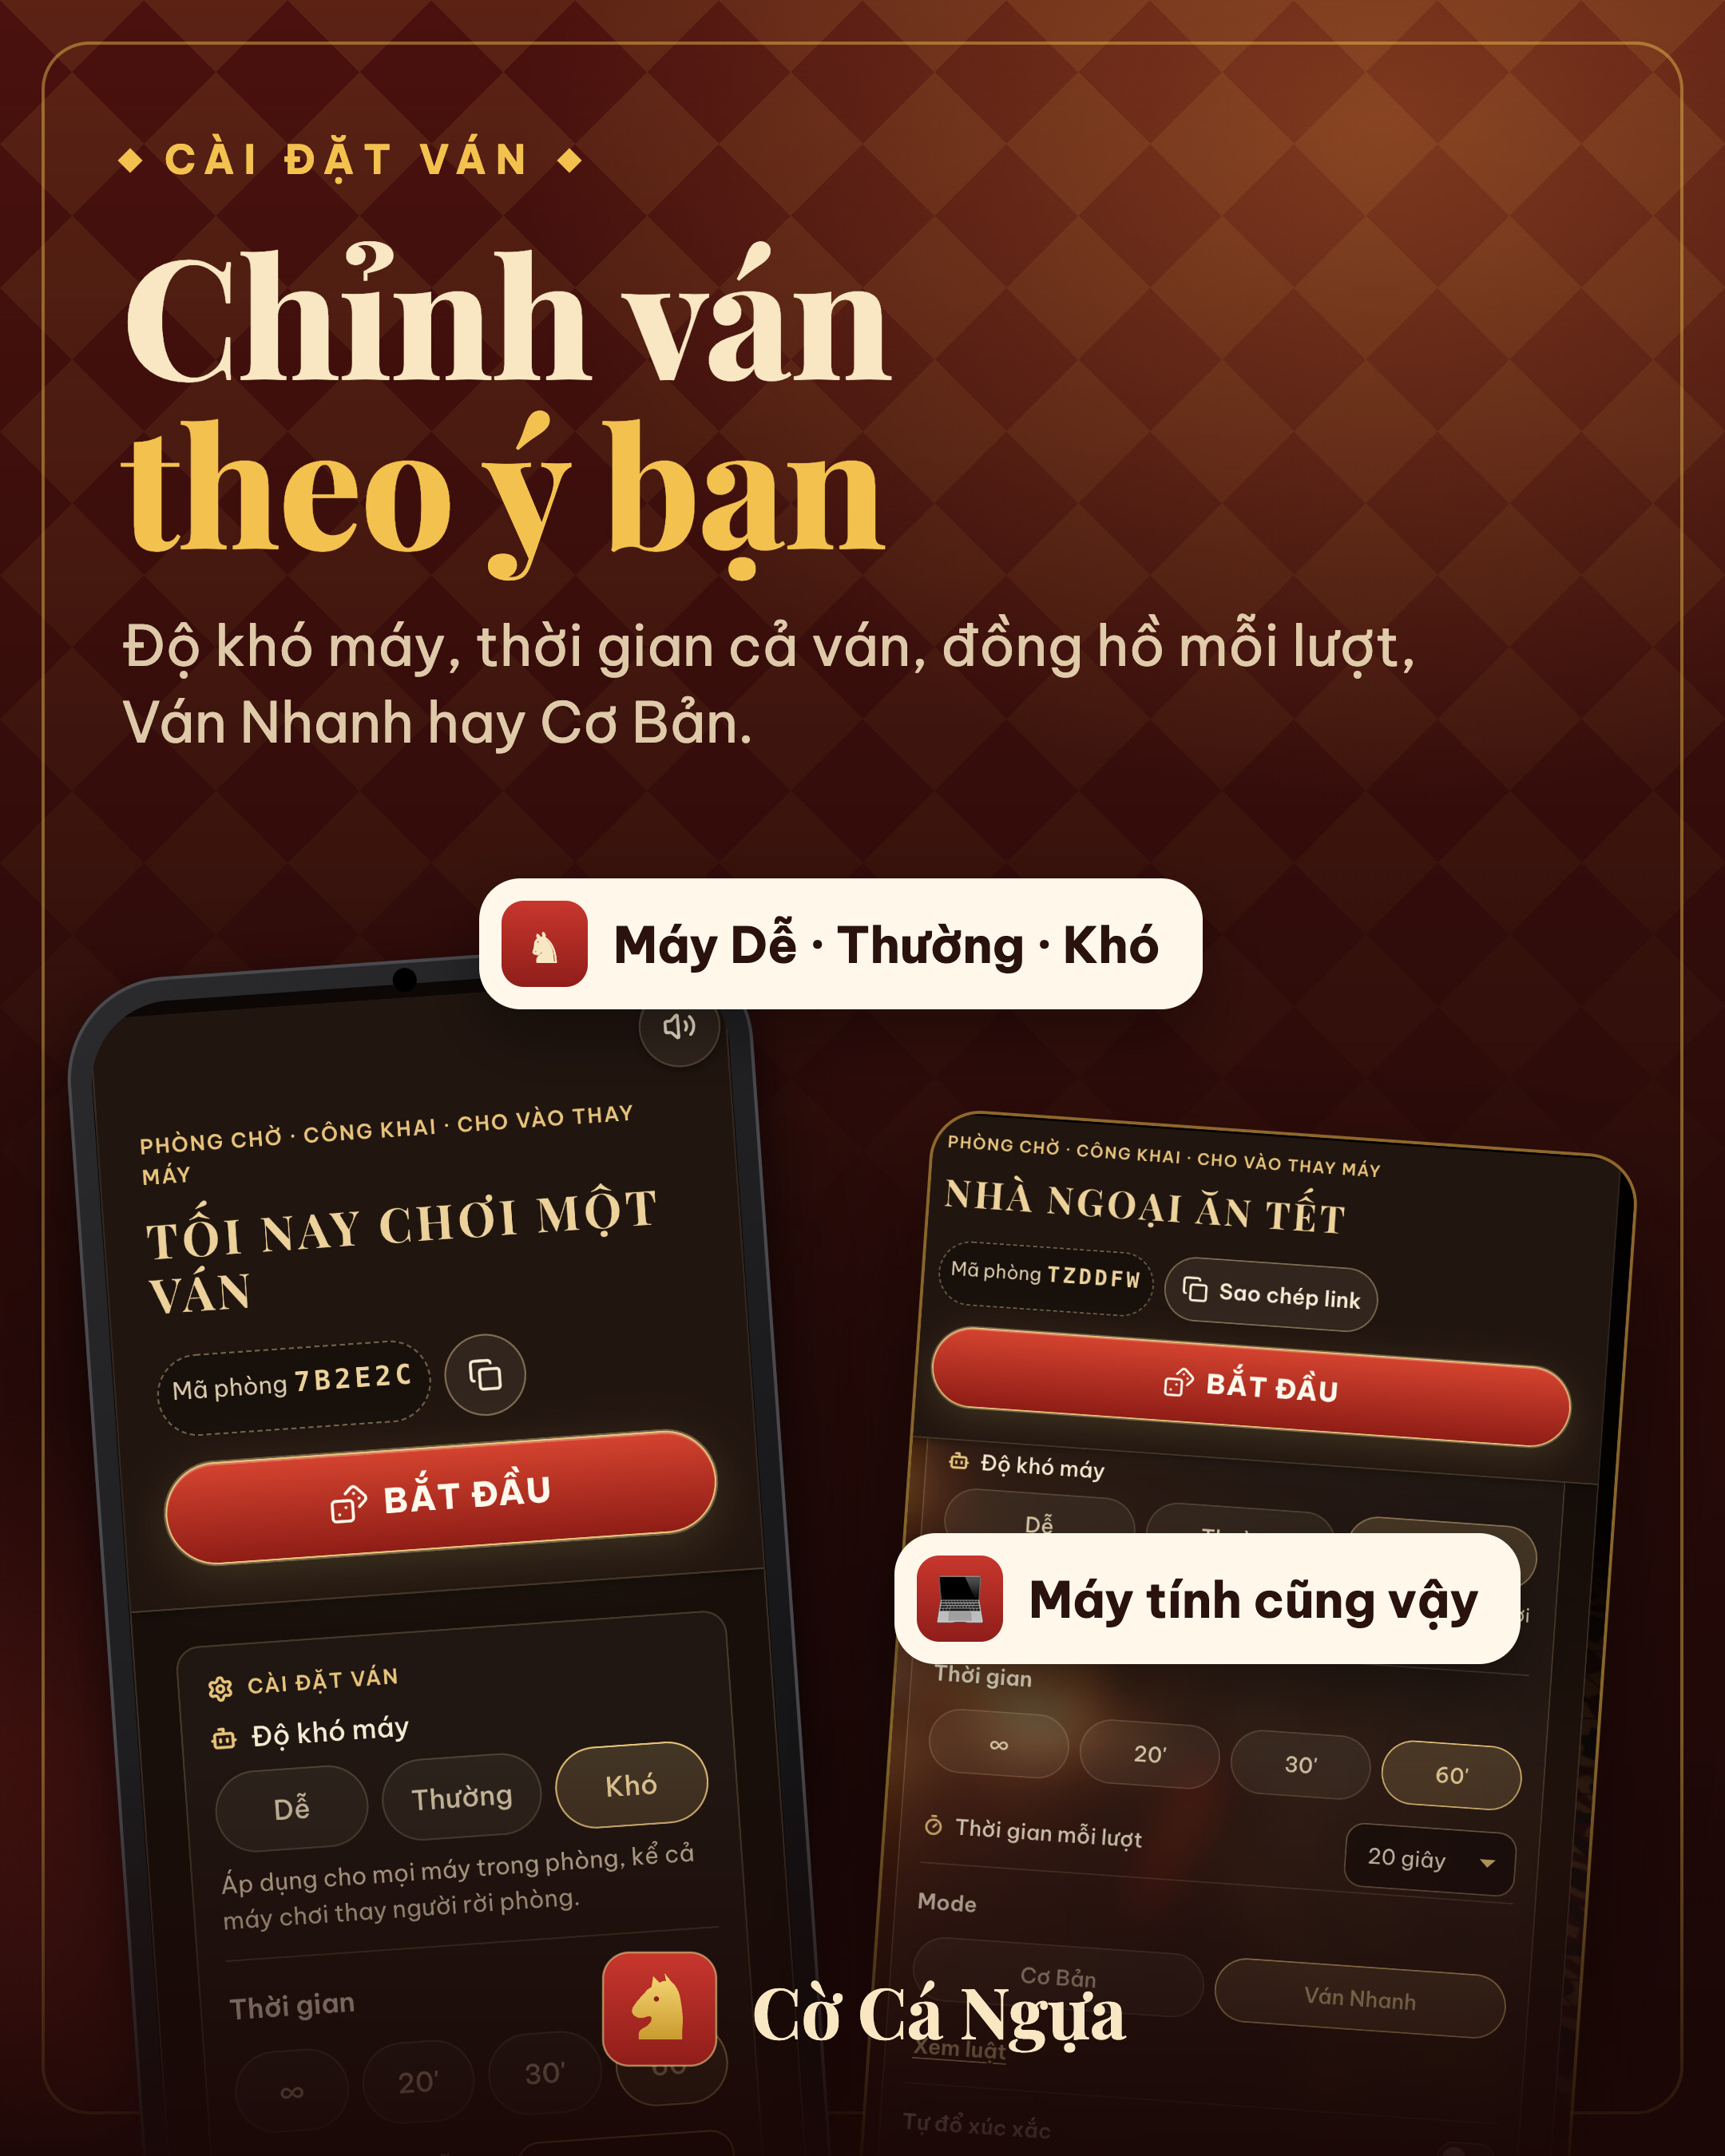 CÀI ĐẶT VÁN
Chỉnh ván
theo ý bạn
Độ khó máy, thời gian cả ván, đồng hồ mỗi lượt,
Ván Nhanh hay Cơ Bản.
Máy Dễ · Thường · Khó
PHÒNG CHỜ · CÔNG KHAI · CHO VÀO THAY
MÁY
TỐI NAY CHƠI MỘT
VÁN
Mã phòng 7B2E2C
BẮT ĐẦU
CÀI ĐẶT VÁN
Độ khó máy
Dễ Thường Khó
Áp dụng cho mọi máy trong phòng, kể cả
máy chơi thay người rời phòng.
Thời gian
∞ 20' 30' 60'
PHÒNG CHỜ · CÔNG KHAI · CHO VÀO THAY MÁY
NHÀ NGOẠI ĂN TẾT
Mã phòng TZDDFW
Sao chép link
BẮT ĐẦU
Độ khó máy
Dễ
Máy tính cũng vậy
Thời gian
∞ 20' 30' 60'
Thời gian mỗi lượt
20 giây
Mode
Cơ Bản Ván Nhanh
Xem luật
Tự đổ xúc xắc
Cờ Cá Ngựa